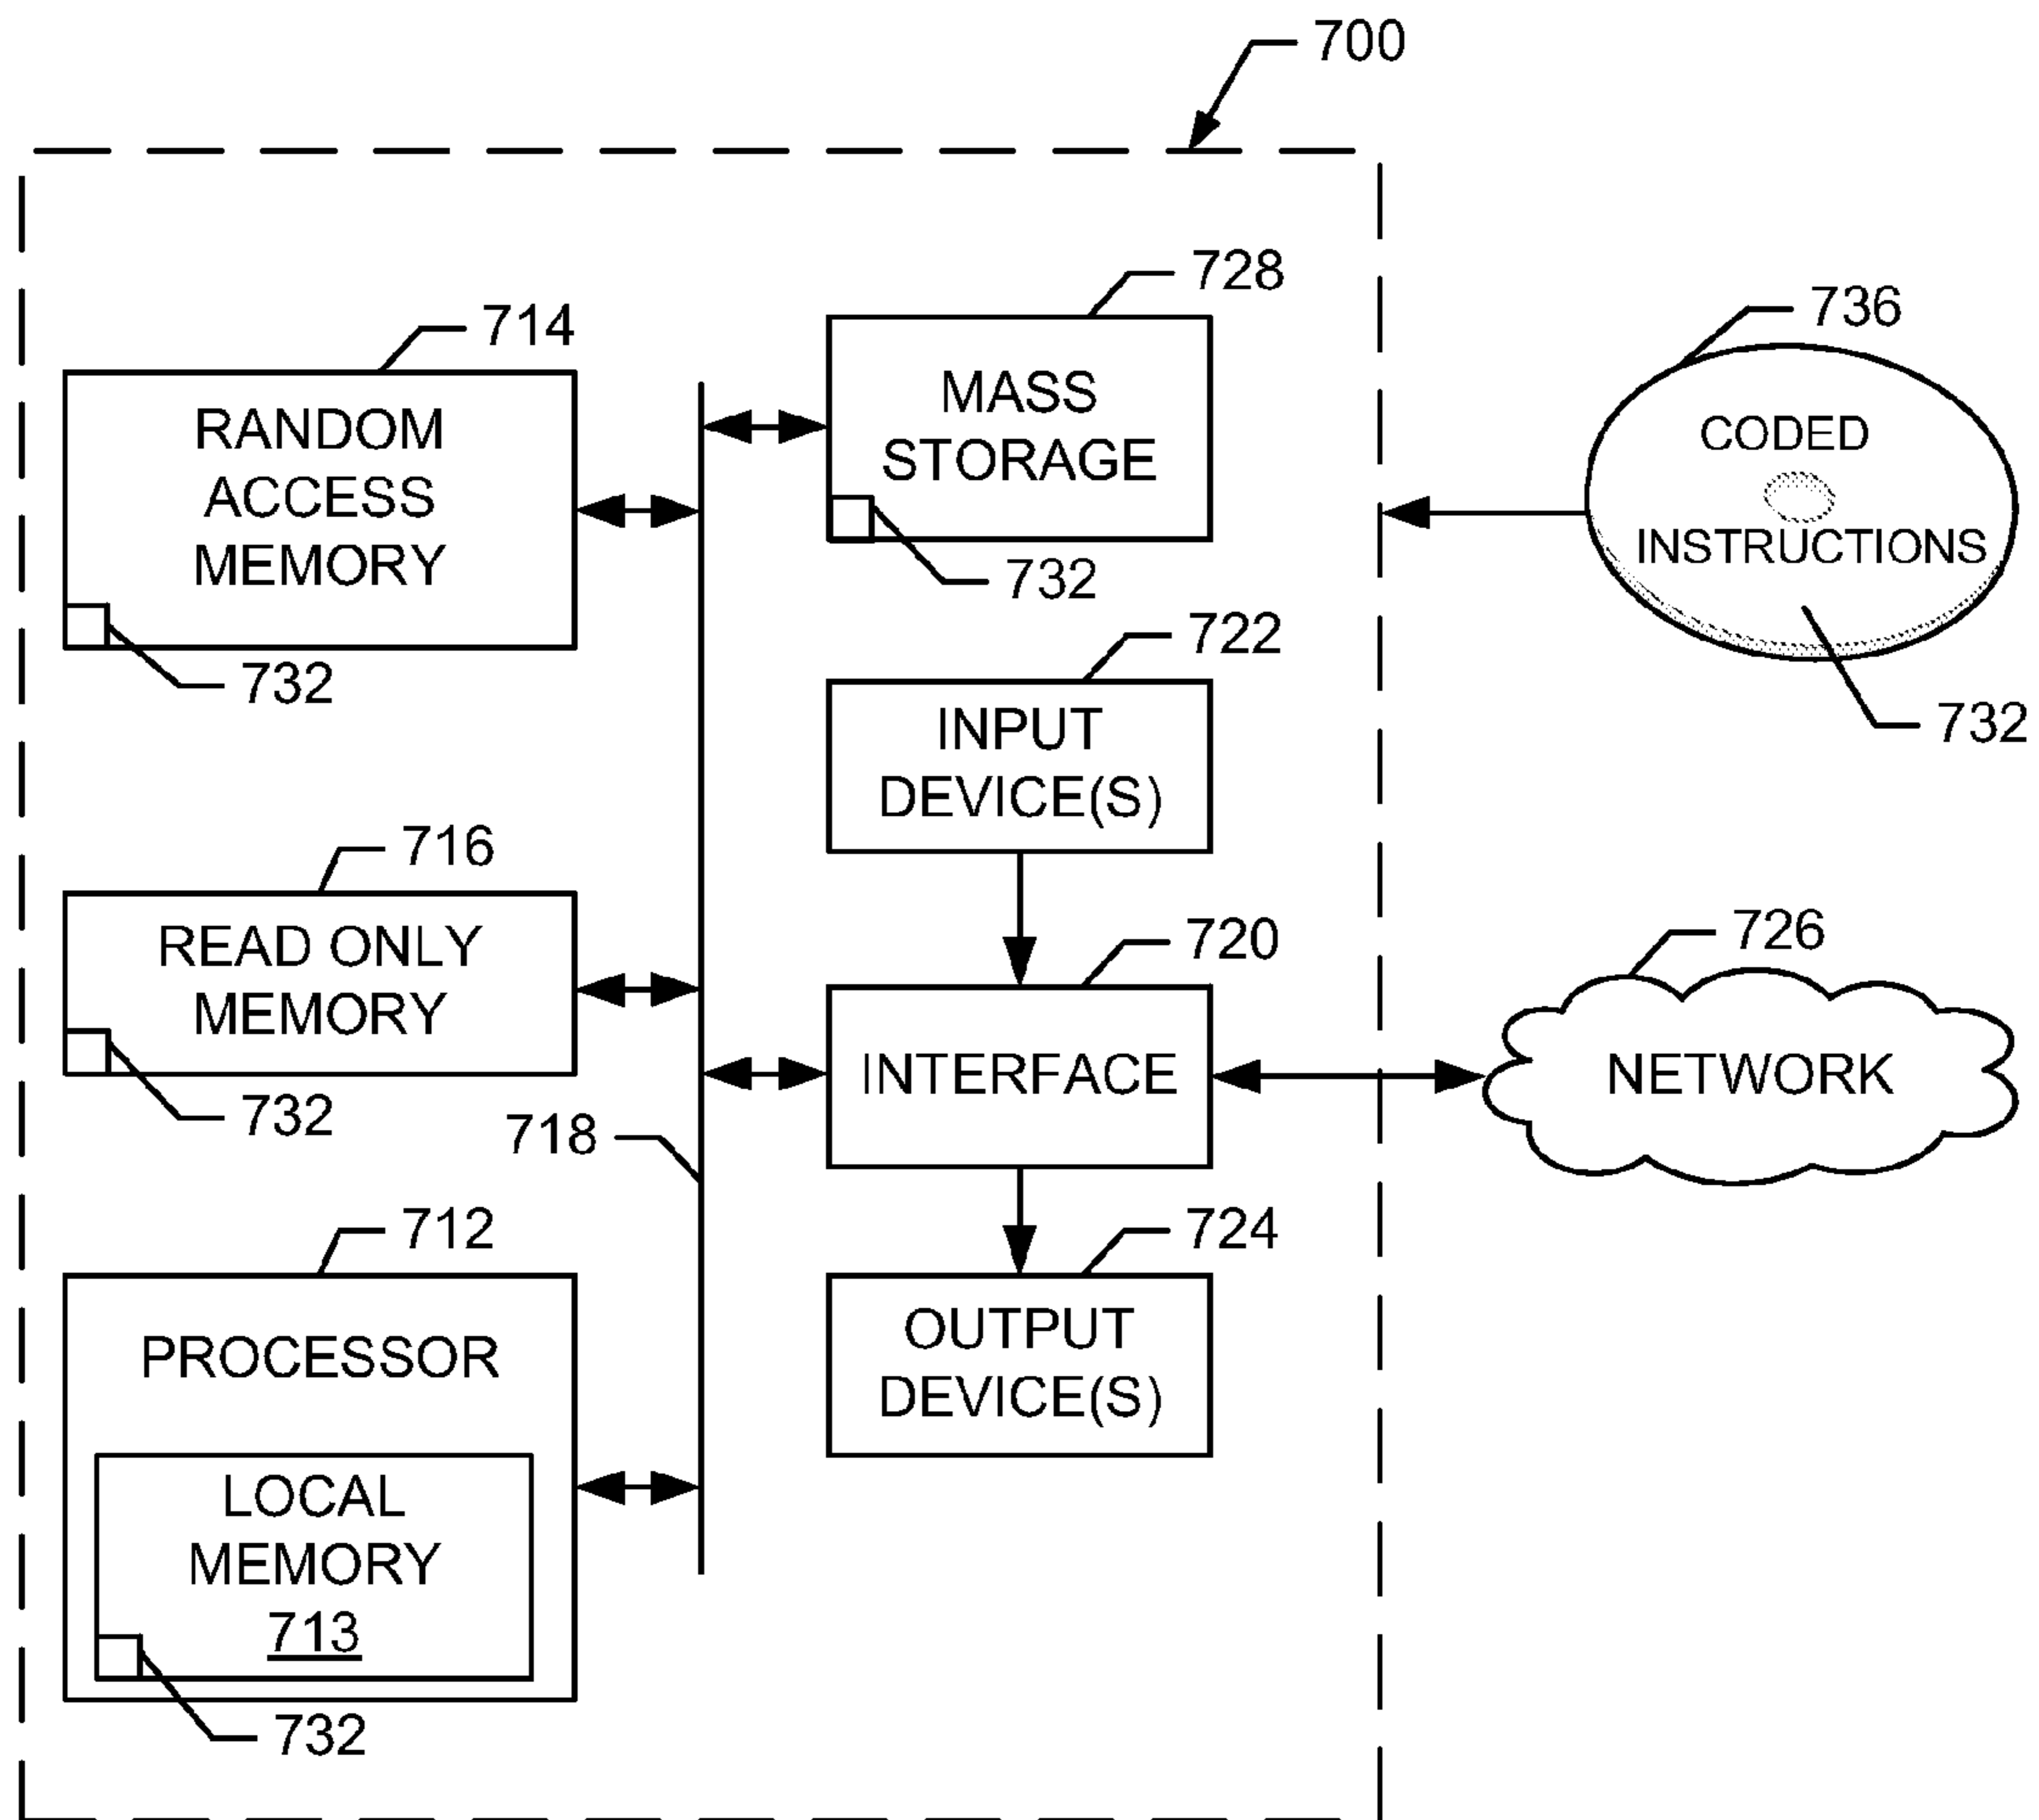 700
728
714
736
MASS
STORAGE
RANDOM
ACCESS
MEMORY
CODED
INSTRUCTIONS
732
732
732
722
INPUT
DEVICE(S)
716
READ ONLY
MEMORY
720
726
INTERFACE
NETWORK
732
718
712
724
PROCESSOR
OUTPUT
DEVICE(S)
LOCAL
MEMORY
713
732